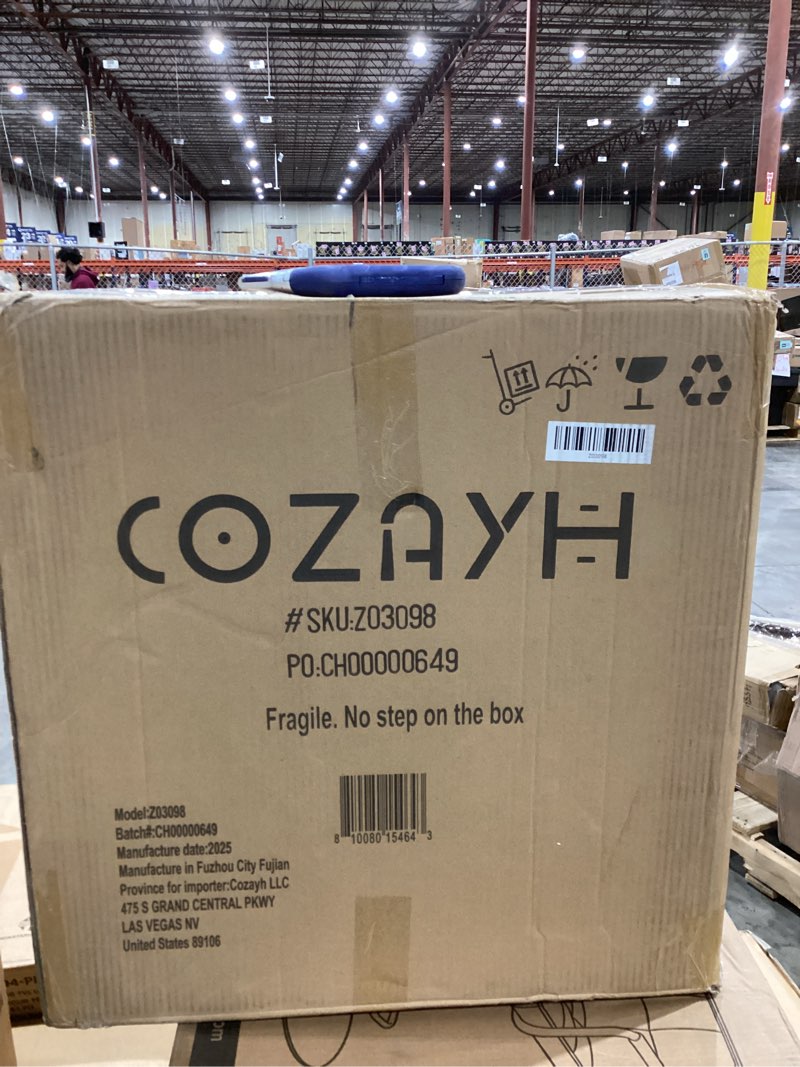 Z03098
COZAYH
#SKU:Z03098
PO:CH00000649
Fragile. No step on the box
8 10080 15464 3
Model:Z03098
Batch#:CH00000649
Manufacture date:2025
Manufacture in Fuzhou City Fujian
Province for importer:Cozayh LLC
475 S GRAND CENTRAL PKWY
LAS VEGAS NV
United States 89106